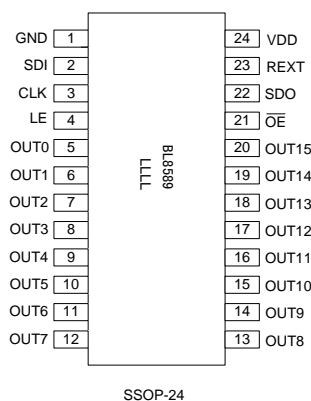 GND 1 24 VDD
SDI 2 23 REXT
CLK 3 22 SDO
LE 4 21 O̅E̅
OUT0 5 20 OUT15
OUT1 6 19 OUT14
OUT2 7 18 OUT13
OUT3 8 17 OUT12
OUT4 9 16 OUT11
OUT5 10 15 OUT10
OUT6 11 14 OUT9
OUT7 12 13 OUT8
BL8589
LLLL
SSOP-24